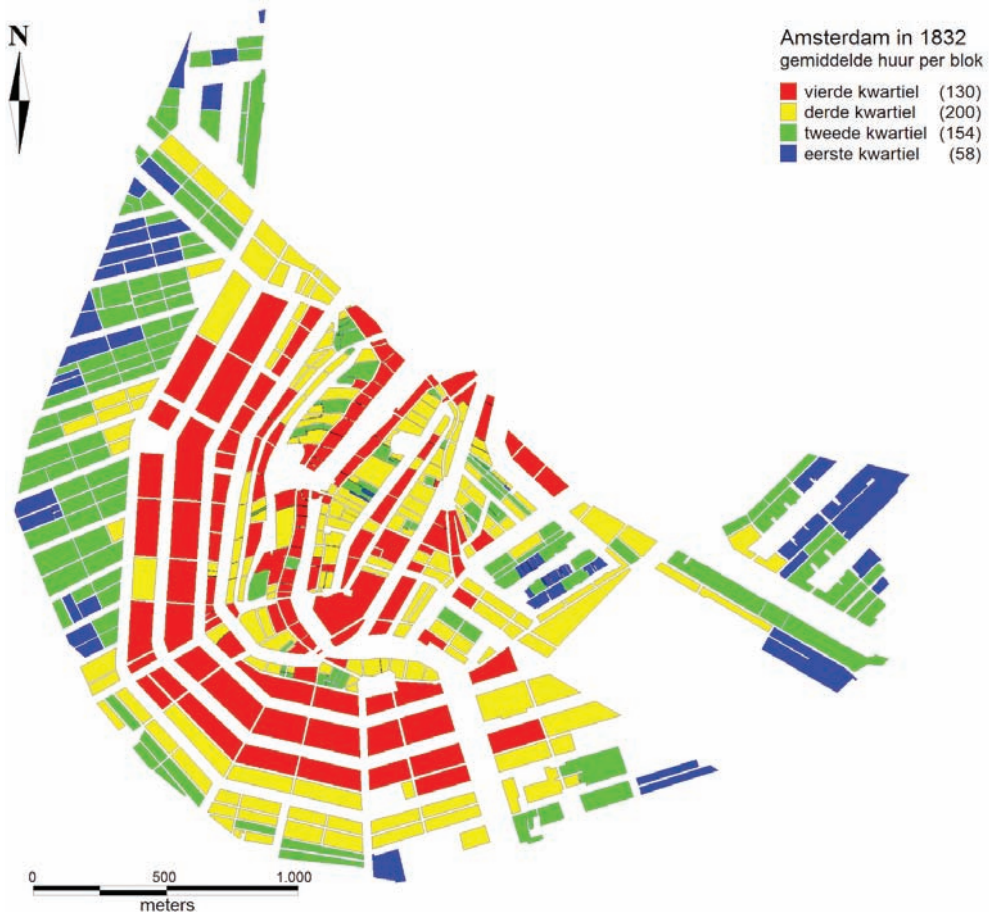 N
Amsterdam in 1832
gemiddelde huur per blok
vierde kwartiel (130)
derde kwartiel (200)
tweede kwartiel (154)
eerste kwartiel (58)
0 500 1.000
meters